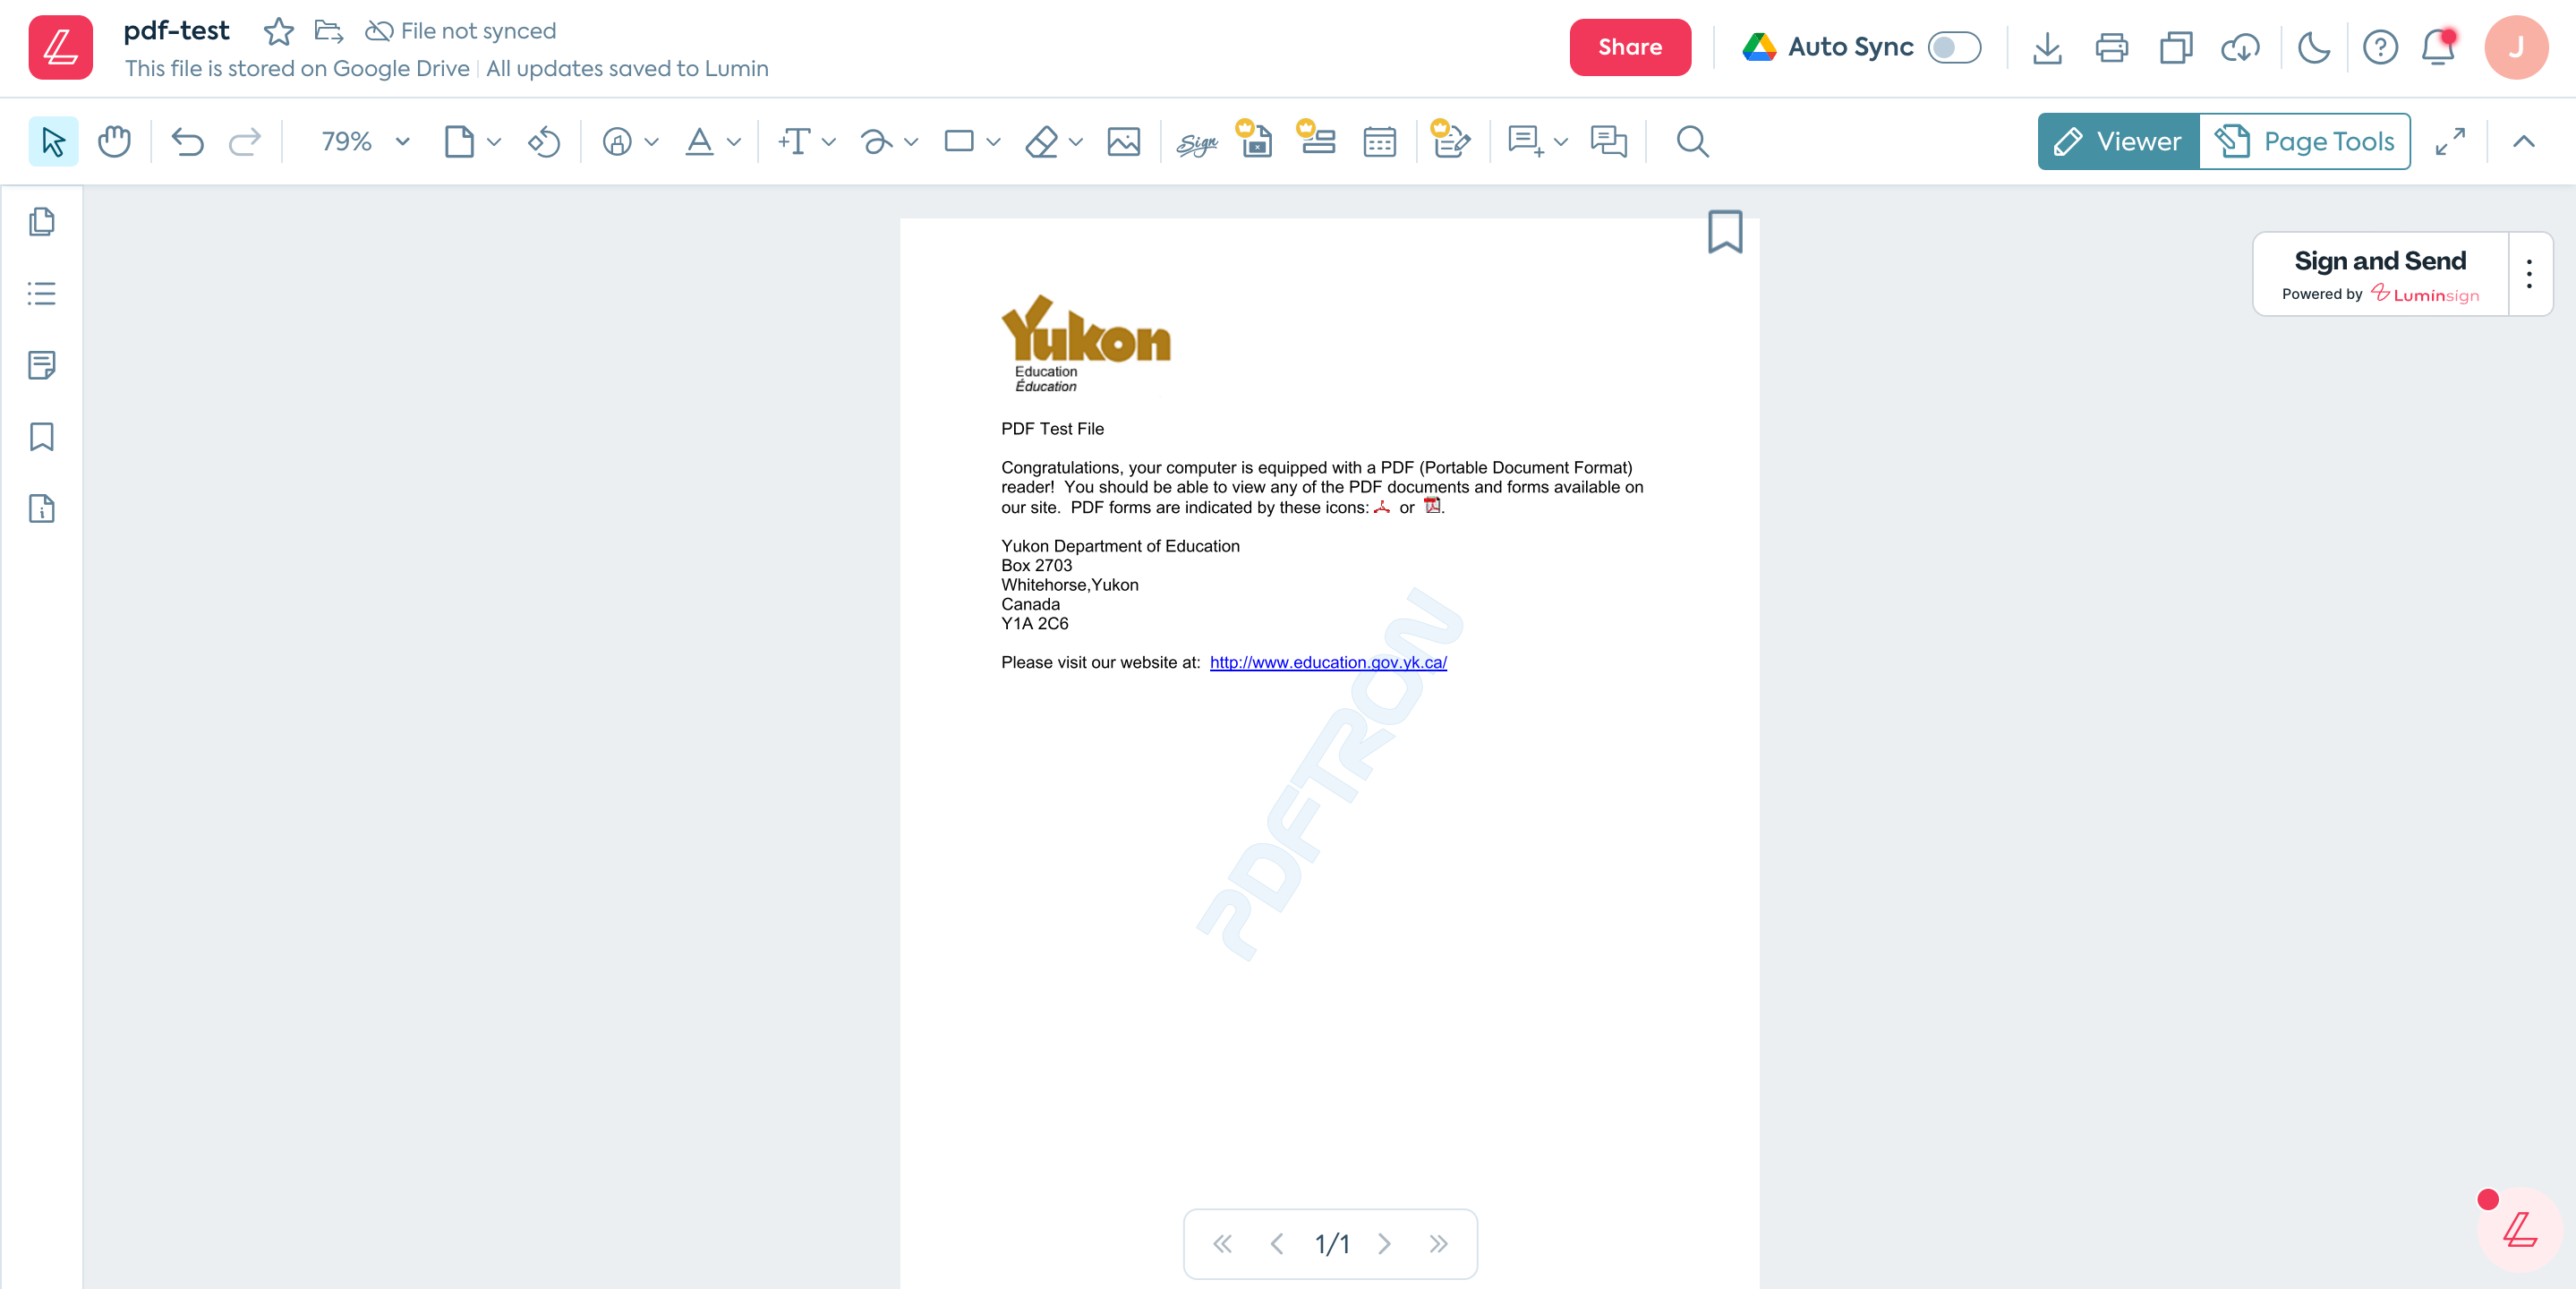 pdf-test
File not synced
This file is stored on Google Drive
All updates saved to Lumin
Share
Auto Sync
J
79%
Sign
Viewer
Page Tools
Sign and Send
Powered by Luminsign
Yukon
Education
Éducation
PDF Test File
Congratulations, your computer is equipped with a PDF (Portable Document Format)
reader!  You should be able to view any of the PDF documents and forms available on
our site.  PDF forms are indicated by these icons: or .
Yukon Department of Education
Box 2703
Whitehorse,Yukon
Canada
Y1A 2C6
Please visit our website at:  http://www.education.gov.yk.ca/
PDFTRON
1/1